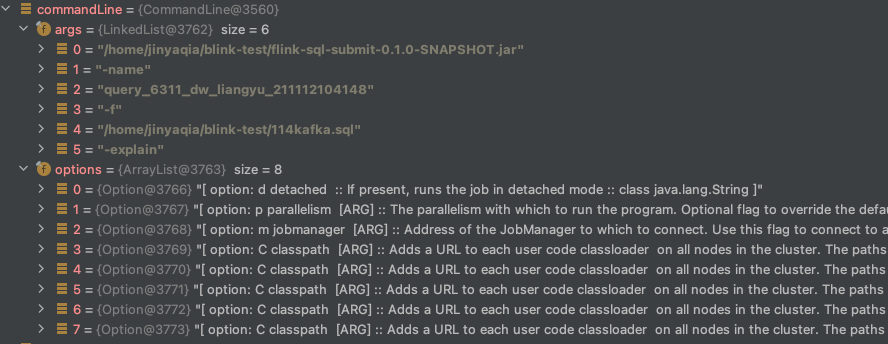 commandLine = {CommandLine@3560}
f args = {LinkedList@3762} size = 6
0 = "/home/jinyaqia/blink-test/flink-sql-submit-0.1.0-SNAPSHOT.jar"
1 = "-name"
2 = "query_6311_dw_liangyu_211112104148"
3 = "-f"
4 = "/home/jinyaqia/blink-test/114kafka.sql"
5 = "-explain"
f options = {ArrayList@3763} size = 8
0 = {Option@3766} "[ option: d detached :: If present, runs the job in detached mode :: class java.lang.String ]"
1 = {Option@3767} "[ option: p parallelism [ARG] :: The parallelism with which to run the program. Optional flag to override the defau
2 = {Option@3768} "[ option: m jobmanager [ARG] :: Address of the JobManager to which to connect. Use this flag to connect to a
3 = {Option@3769} "[ option: C classpath [ARG] :: Adds a URL to each user code classloader on all nodes in the cluster. The paths
4 = {Option@3770} "[ option: C classpath [ARG] :: Adds a URL to each user code classloader on all nodes in the cluster. The paths
5 = {Option@3771} "[ option: C classpath [ARG] :: Adds a URL to each user code classloader on all nodes in the cluster. The paths
6 = {Option@3772} "[ option: C classpath [ARG] :: Adds a URL to each user code classloader on all nodes in the cluster. The paths
7 = {Option@3773} "[ option: C classpath [ARG] :: Adds a URL to each user code classloader on all nodes in the cluster. The paths